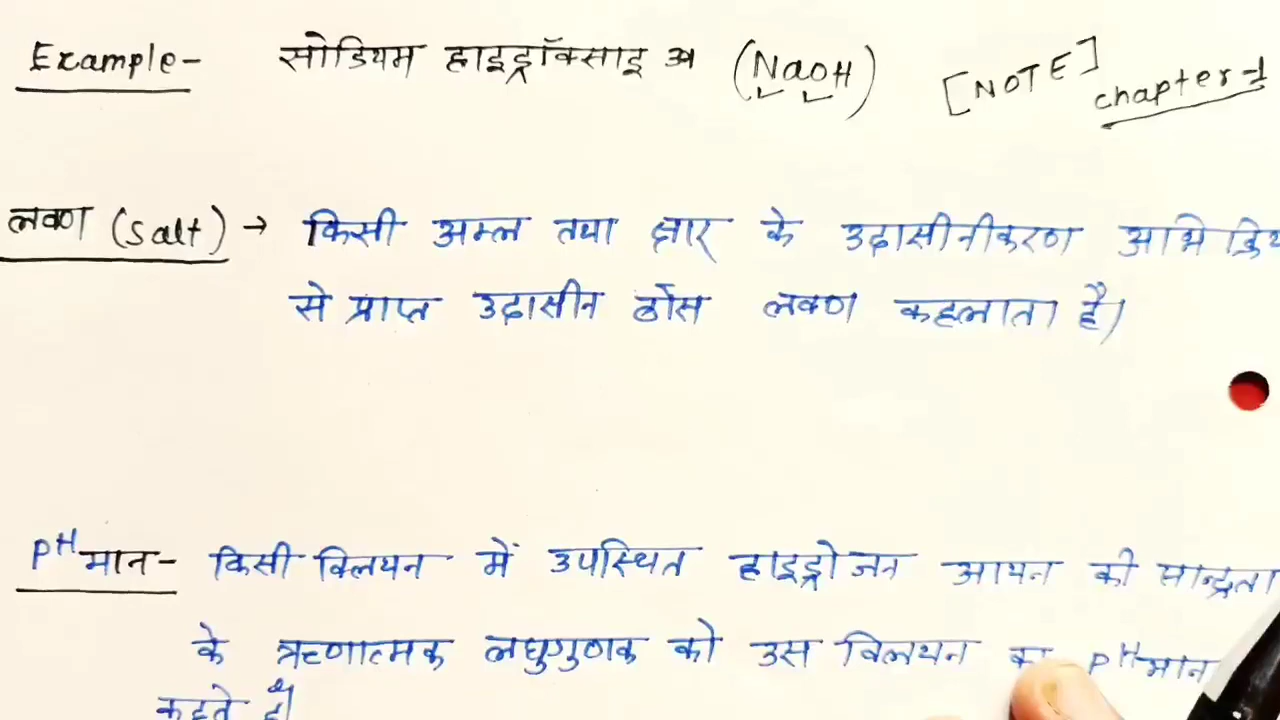 Example- सोडियम हाइड्रॉक्साइड (NaOH) [NOTE] chapter-1
लवण (salt) → किसी अम्ल तथा क्षार के उदासीनीकरण
से प्राप्त उदासीन ठोस लवण कहलाता है।
pH मान- किसी विलयन में उपस्थित हाइड्रोजन आयन की सान्द्रता
के ऋणात्मक लघुगुणक को उस विलयन का pH मान
कहते है।